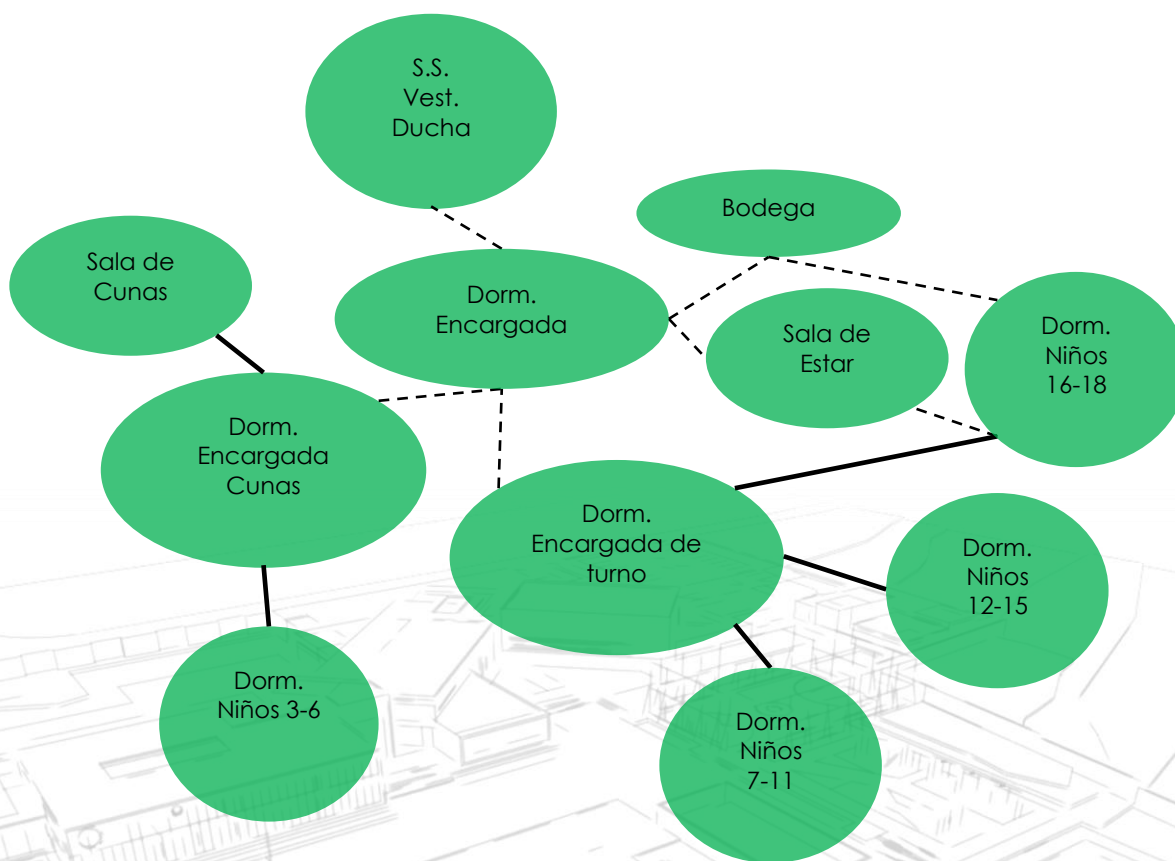 S.S.
Vest.
Ducha
Bodega
Sala de
Cunas
Dorm.
Encargada
Sala de
Estar
Dorm.
Niños
16-18
Dorm.
Encargada
Cunas
Dorm.
Encargada de
turno
Dorm.
Niños
12-15
Dorm.
Niños 3-6
Dorm.
Niños
7-11